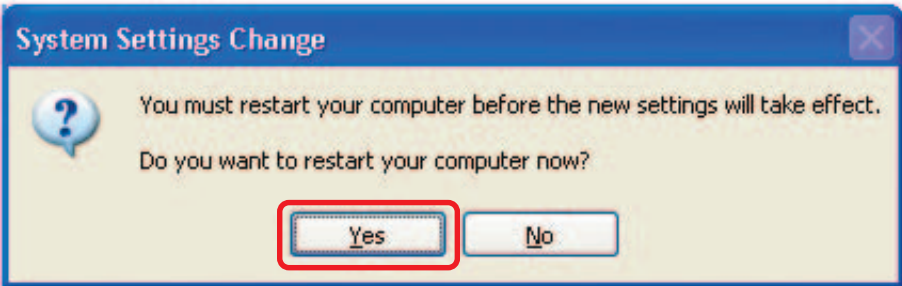 System Settings Change
You must restart your computer before the new settings will take effect.
Do you want to restart your computer now?
Yes No